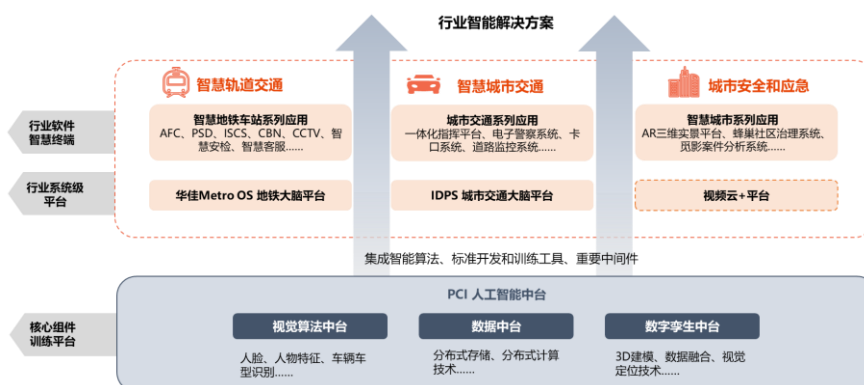 行业智能解决方案
智慧轨道交通
智慧城市交通
城市安全和应急
行业软件
智慧终端
智慧地铁车站系列应用
AFC、PSD、ISCS、CBN、CCTV、智
慧安检、智慧客服......
城市交通系列应用
一体化指挥平台、电子警察系统、卡
口系统、道路监控系统......
智慧城市系列应用
AR三维实景平台、蜂巢社区治理系统、
觅影案件分析系统......
行业系统级
平台
华佳Metro OS 地铁大脑平台
IDPS 城市交通大脑平台
视频云+平台
集成智能算法、标准开发和训练工具、重要中间件
核心组件
训练平台
PCI 人工智能中台
视觉算法中台
数据中台
数字孪生中台
人脸、人物特征、车辆车
型识别......
分布式存储、分布式计算
技术......
3D建模、数据融合、视觉
定位技术......